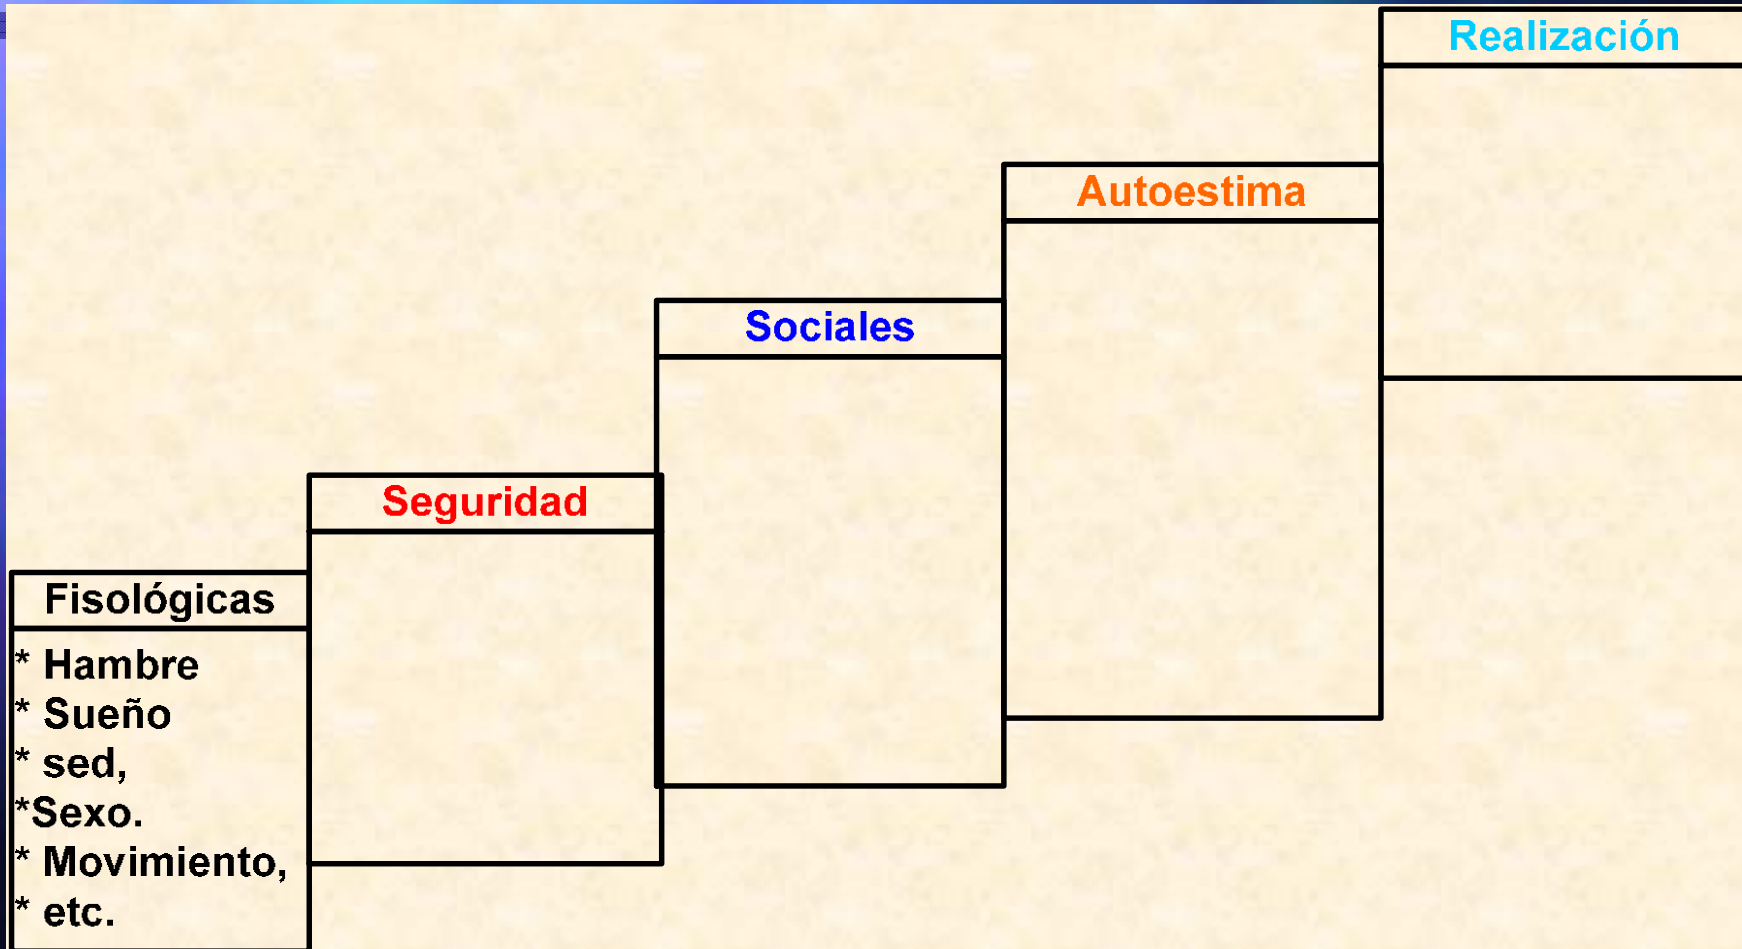 Realización
Autoestima
Sociales
Seguridad
Fisológicas
* Hambre
* Sueño
* sed,
*Sexo.
* Movimiento,
* etc.